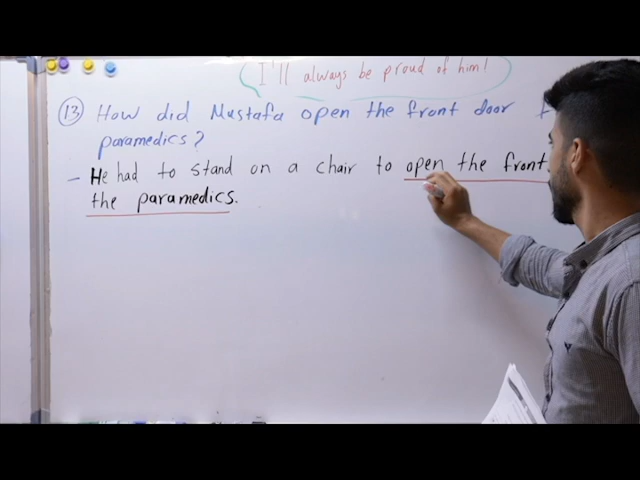 I'll always be proud of him!
13 How did Mustafa open the front door
paramedics?
- He had to stand on a chair to open the front
the paramedics.